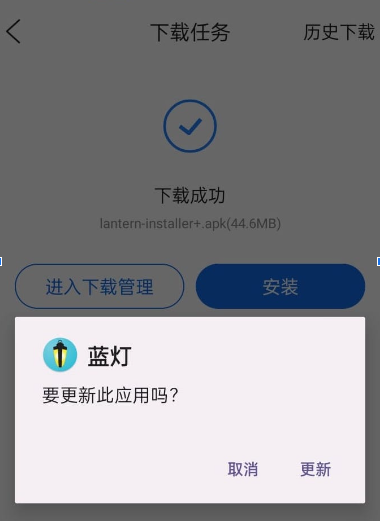 下载任务 历史下载
下载成功
lantern-installer+.apk(44.6MB)
进入下载管理 安装
蓝灯
要更新此应用吗?
取消 更新